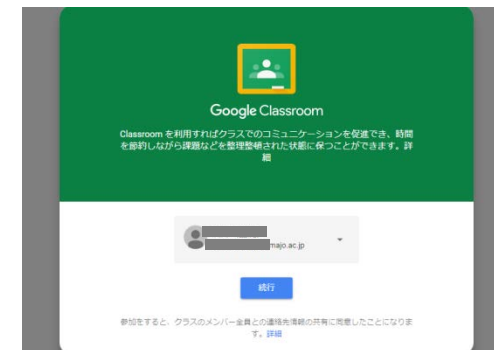 Google Classroom
Classroom を利用すればクラスでのコミュニケーションを促進でき、時間
を節約しながら課題などを整理整頓された状態に保つことができます。詳
細
majo.ac.jp
続行
参加をすると、クラスのメンバー全員との連絡先情報の共有に同意したことになりま
す。詳細